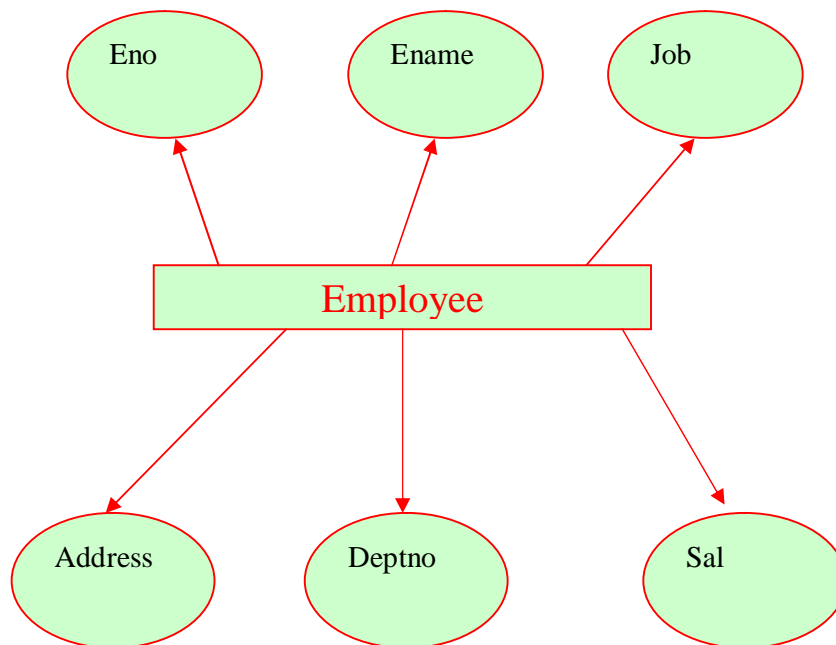 Eno
Ename
Job
Employee
Address
Deptno
Sal